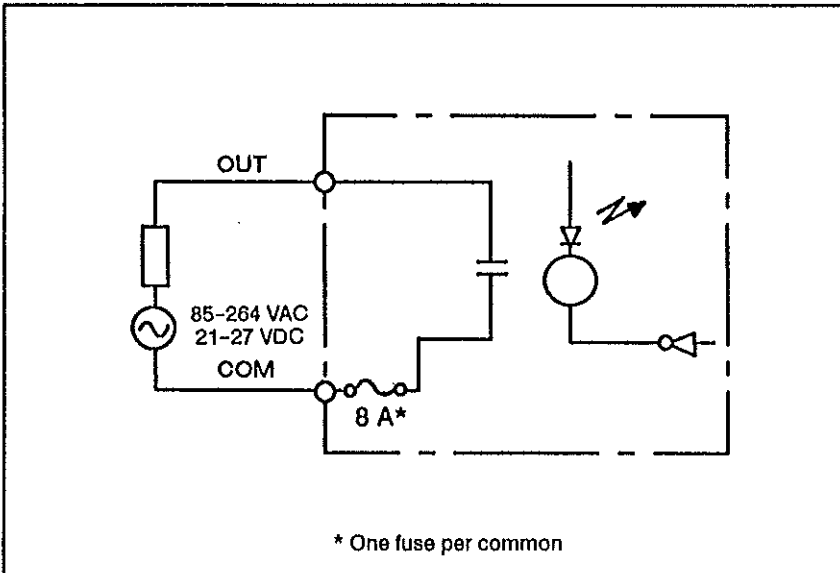 OUT
85–264 VAC
21–27 VDC
COM
8 A*
* One fuse per common